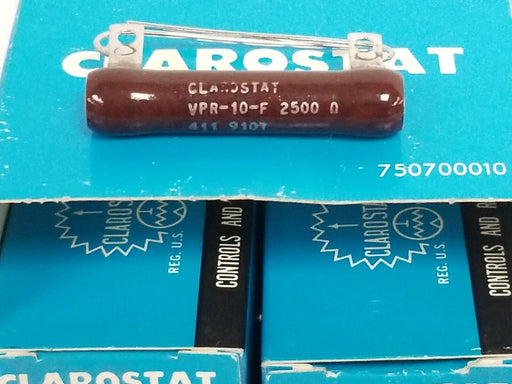 CLAROSTAT
CLAROSTAT
VPR-10-F 2500 Ω
411 9107
750700010
CLAROSTAT
REG. U.S.
CONTROLS AND
CLAROSTAT
REG. U.S.
CONTROLS AND R
CLAROSTAT